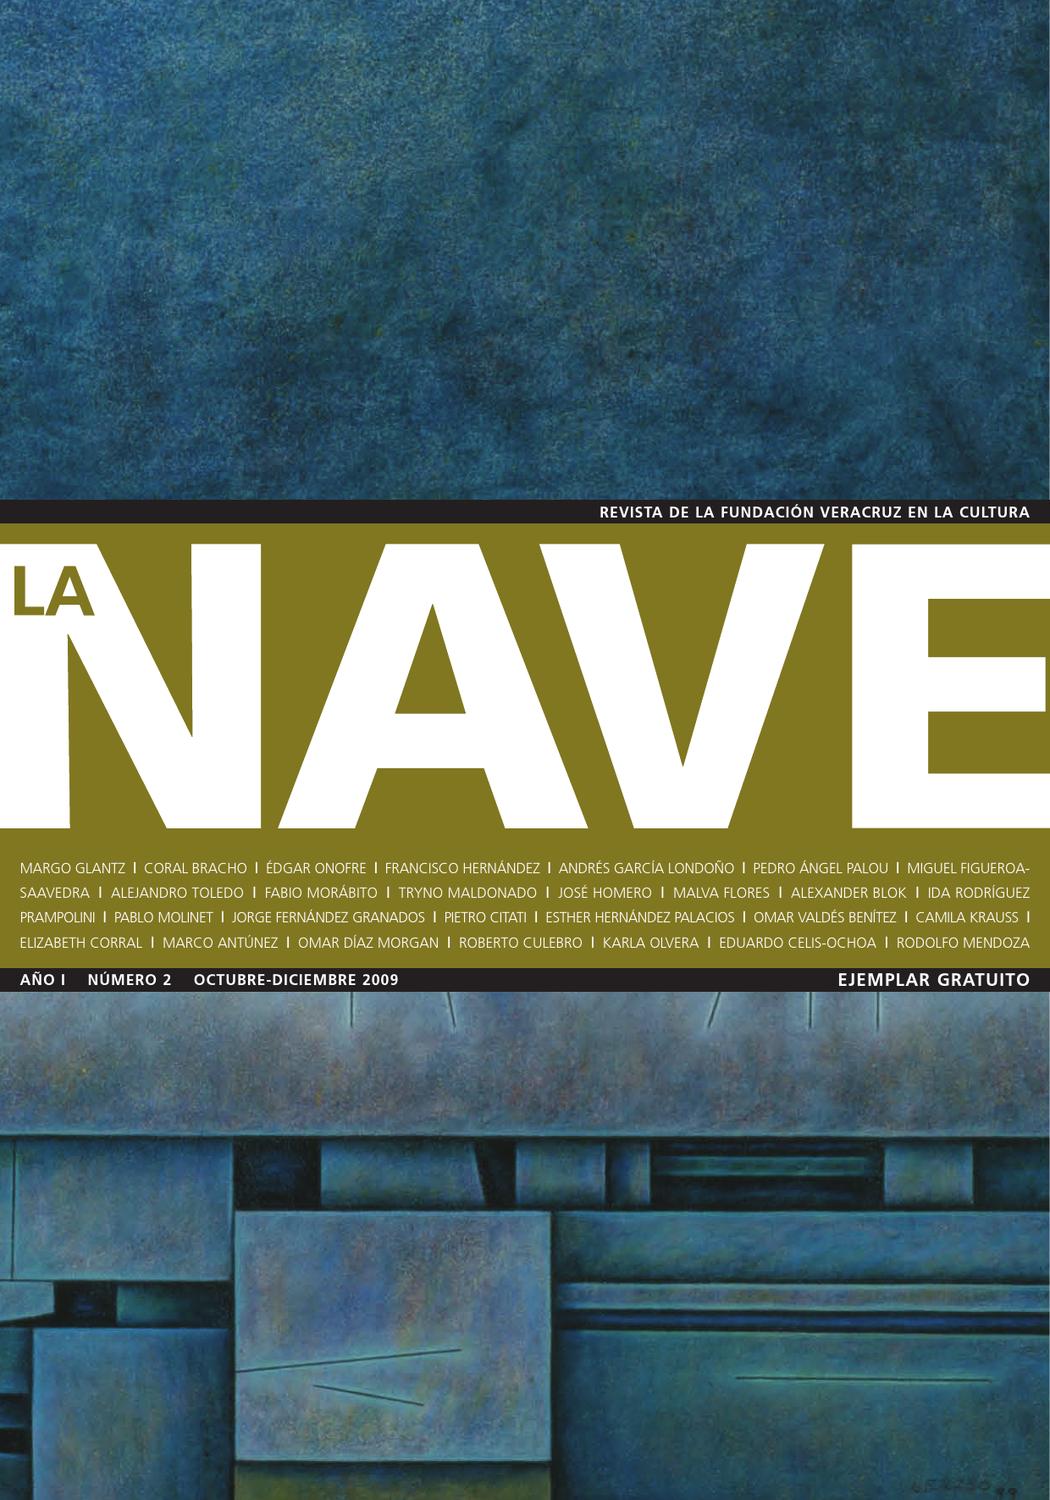 REVISTA DE LA FUNDACIÓN VERACRUZ EN LA CULTURA
LA
NAVE
MARGO GLANTZ I CORAL BRACHO I ÉDGAR ONOFRE I FRANCISCO HERNÁNDEZ I ANDRÉS GARCÍA LONDOÑO I PEDRO ÁNGEL PALOU I MIGUEL FIGUEROA-
SAAVEDRA I ALEJANDRO TOLEDO I FABIO MORÁBITO I TRYNO MALDONADO I JOSÉ HOMERO I MALVA FLORES I ALEXANDER BLOK I IDA RODRÍGUEZ
PRAMPOLINI I PABLO MOLINET I JORGE FERNÁNDEZ GRANADOS I PIETRO CITATI I ESTHER HERNÁNDEZ PALACIOS I OMAR VALDÉS BENÍTEZ I CAMILA KRAUSS I
ELIZABETH CORRAL I MARCO ANTÚNEZ I OMAR DÍAZ MORGAN I ROBERTO CULEBRO I KARLA OLVERA I EDUARDO CELIS-OCHOA I RODOLFO MENDOZA
AÑO I NÚMERO 2 OCTUBRE-DICIEMBRE 2009 EJEMPLAR GRATUITO